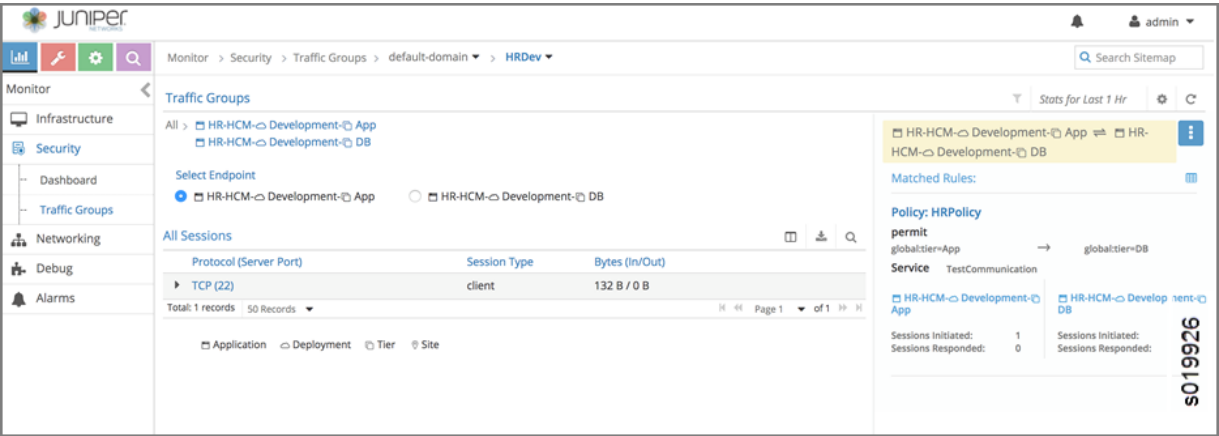 JUNIPER
NETWORKS
admin
Monitor > Security > Traffic Groups > default-domain > HRDev
Search Sitemap
Monitor
Infrastructure
Security
Dashboard
Traffic Groups
Networking
Debug
Alarms
Traffic Groups
Stats for Last 1 Hr
All > HR-HCM- Development- App
HR-HCM- Development- DB
Select Endpoint
HR-HCM- Development- App
HR-HCM- Development- DB
All Sessions
Protocol (Server Port) Session Type Bytes (In/Out)
TCP (22) client 132 B / 0 B
Total: 1 records 50 Records Page 1 of 1
Application Deployment Tier Site
HR-HCM- Development- App ⇌ HR-
HCM- Development- DB
Matched Rules:
Policy: HRPolicy
permit
global:tier=App → global:tier=DB
Service TestCommunication
HR-HCM- Development- HR-HCM- Develop ment-
App DB
Sessions Initiated: 1 Sessions Initiated:
Sessions Responded: 0 Sessions Responded:
s019926